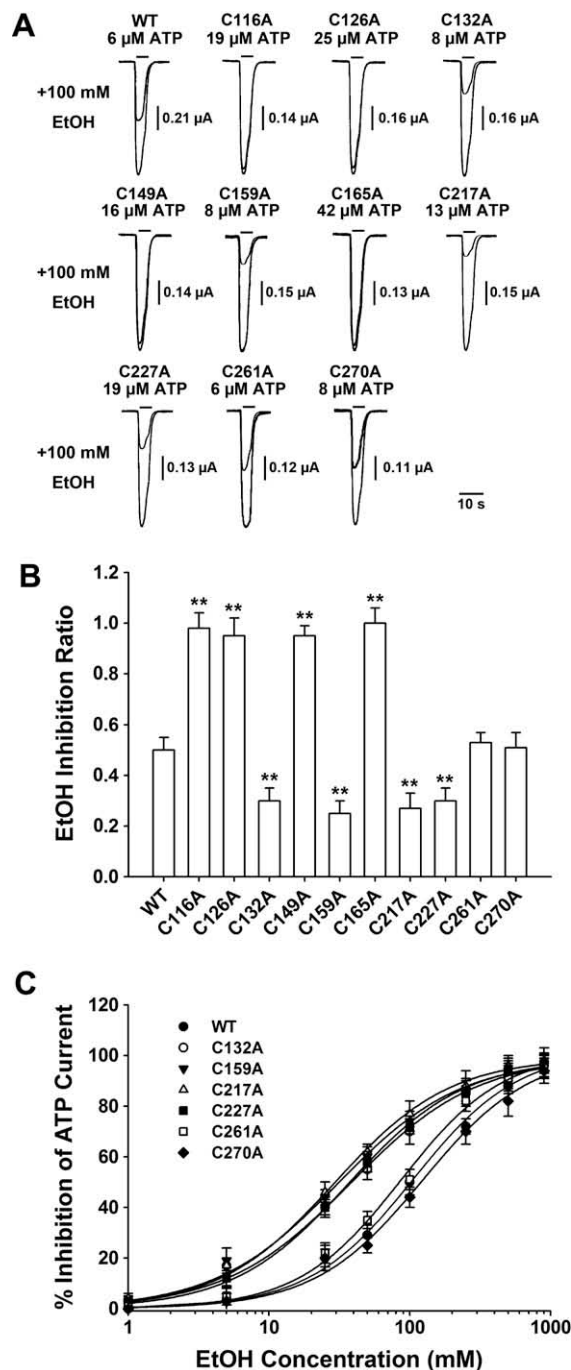 A
WT C116A C126A C132A
6 µM ATP 19 µM ATP 25 µM ATP 8 µM ATP
+100 mM
EtOH
0.21 µA 0.14 µA 0.16 µA 0.16 µA
C149A C159A C165A C217A
16 µM ATP 8 µM ATP 42 µM ATP 13 µM ATP
+100 mM
EtOH
0.14 µA 0.15 µA 0.13 µA 0.15 µA
C227A C261A C270A
19 µM ATP 6 µM ATP 8 µM ATP
+100 mM
EtOH
0.13 µA 0.12 µA 0.11 µA
10 s
B
EtOH Inhibition Ratio
1.2
1.0
0.8
0.6
0.4
0.2
0.0
** ** ** ** ** ** ** **
WT C116A C126A C132A C149A C159A C165A C217A C227A C261A C270A
C
% Inhibition of ATP Current
120
100
80
60
40
20
0
WT
C132A
C159A
C217A
C227A
C261A
C270A
1 10 100 1000
EtOH Concentration (mM)